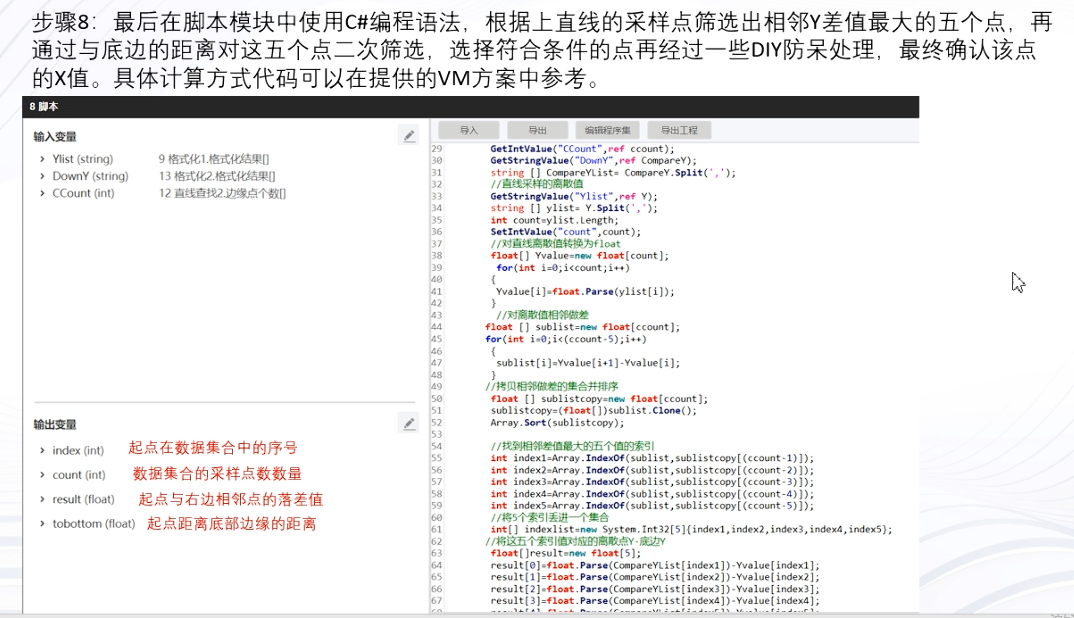 步骤8：最后在脚本模块中使用C#编程语法，根据上直线的采样点筛选出相邻Y差值最大的五个点，再
通过与底边的距离对这五个点二次筛选，选择符合条件的点再经过一些DIY防呆处理，最终确认该点
的X值。具体计算方式代码可以在提供的VM方案中参考。
8 脚本
输入变量
Ylist (string) 9 格式化1.格式化结果[]
DownY (string) 13 格式化2.格式化结果[]
CCount (int) 12 直线查找2.边缘点个数[]
输出变量
index (int) 起点在数据集合中的序号
count (int) 数据集合的采样点数数量
result (float) 起点与右边相邻点的落差值
tobottom (float) 起点距离底部边缘的距离
导入 导出 编辑程序集 导出工程
29 GetIntValue("CCount",ref ccount);
30 GetStringValue("DownY",ref CompareY);
31 string [] CompareYList= CompareY.Split(',');
32 //直线采样的离散值
33 GetStringValue("Ylist",ref Y);
34 string [] ylist= Y.Split(',');
35 int count=ylist.Length;
36 SetIntValue("count",count);
37 //对直线离散值转换为float
38 float[] Yvalue=new float[count];
39 for(int i=0;i<count;i++)
40 {
41 Yvalue[i]=float.Parse(ylist[i]);
42 }
43 //对离散值相邻做差
44 float [] sublist=new float[ccount];
45 for(int i=0;i<(ccount-5);i++)
46 {
47 sublist[i]=Yvalue[i+1]-Yvalue[i];
48 }
49 //拷贝相邻做差的集合并排序
50 float [] sublistcopy=new float[ccount];
51 sublistcopy=(float[])sublist.Clone();
52 Array.Sort(sublistcopy);
53
54 //找到相邻差值最大的五个值的索引
55 int index1=Array.IndexOf(sublist,sublistcopy[(ccount-1)]);
56 int index2=Array.IndexOf(sublist,sublistcopy[(ccount-2)]);
57 int index3=Array.IndexOf(sublist,sublistcopy[(ccount-3)]);
58 int index4=Array.IndexOf(sublist,sublistcopy[(ccount-4)]);
59 int index5=Array.IndexOf(sublist,sublistcopy[(ccount-5)]);
60 //将5个索引丢进一个集合
61 int[] indexlist=new System.Int32[5]{index1,index2,index3,index4,index5};
62 //将这五个索引值对应的离散点Y-底边Y
63 float[]result=new float[5];
64 result[0]=float.Parse(CompareYList[index1])-Yvalue[index1];
65 result[1]=float.Parse(CompareYList[index2])-Yvalue[index2];
66 result[2]=float.Parse(CompareYList[index3])-Yvalue[index3];
67 result[3]=float.Parse(CompareYList[index4])-Yvalue[index4];